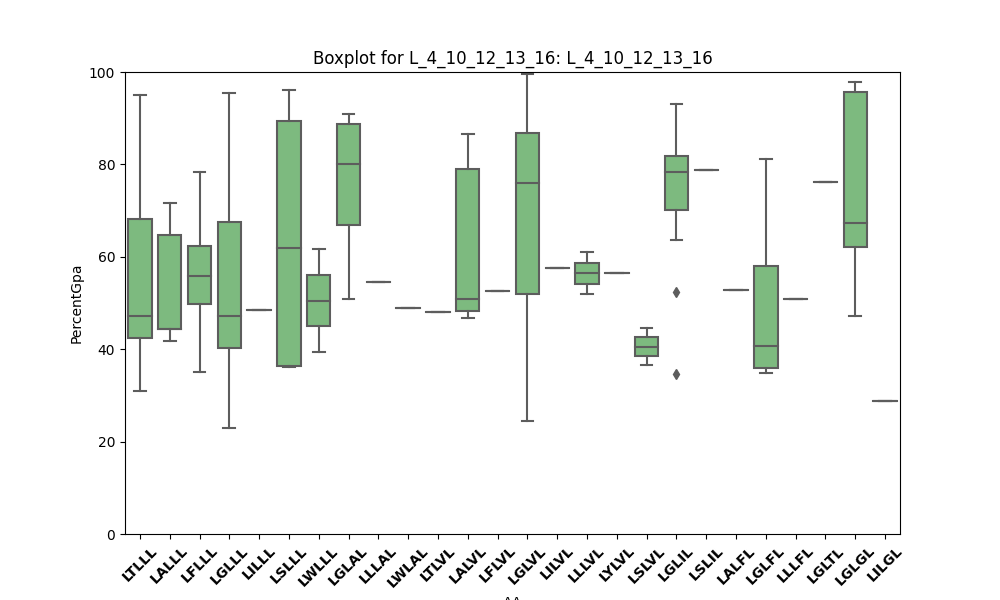 Boxplot for L_4_10_12_13_16: L_4_10_12_13_16
100
80
60
40
20
0
PercentGpa
LTLLL
LALLL
LFLLL
LGLLL
LILLL
LSLLL
LWLLL
LGLAL
LLLAL
LWLAL
LTLVL
LALVL
LFLVL
LGLVL
LILVL
LLLVL
LYLVL
LSLVL
LGLIL
LSLIL
LALFL
LGLFL
LLLFL
LGLTL
LGLGL
LILGL
AA